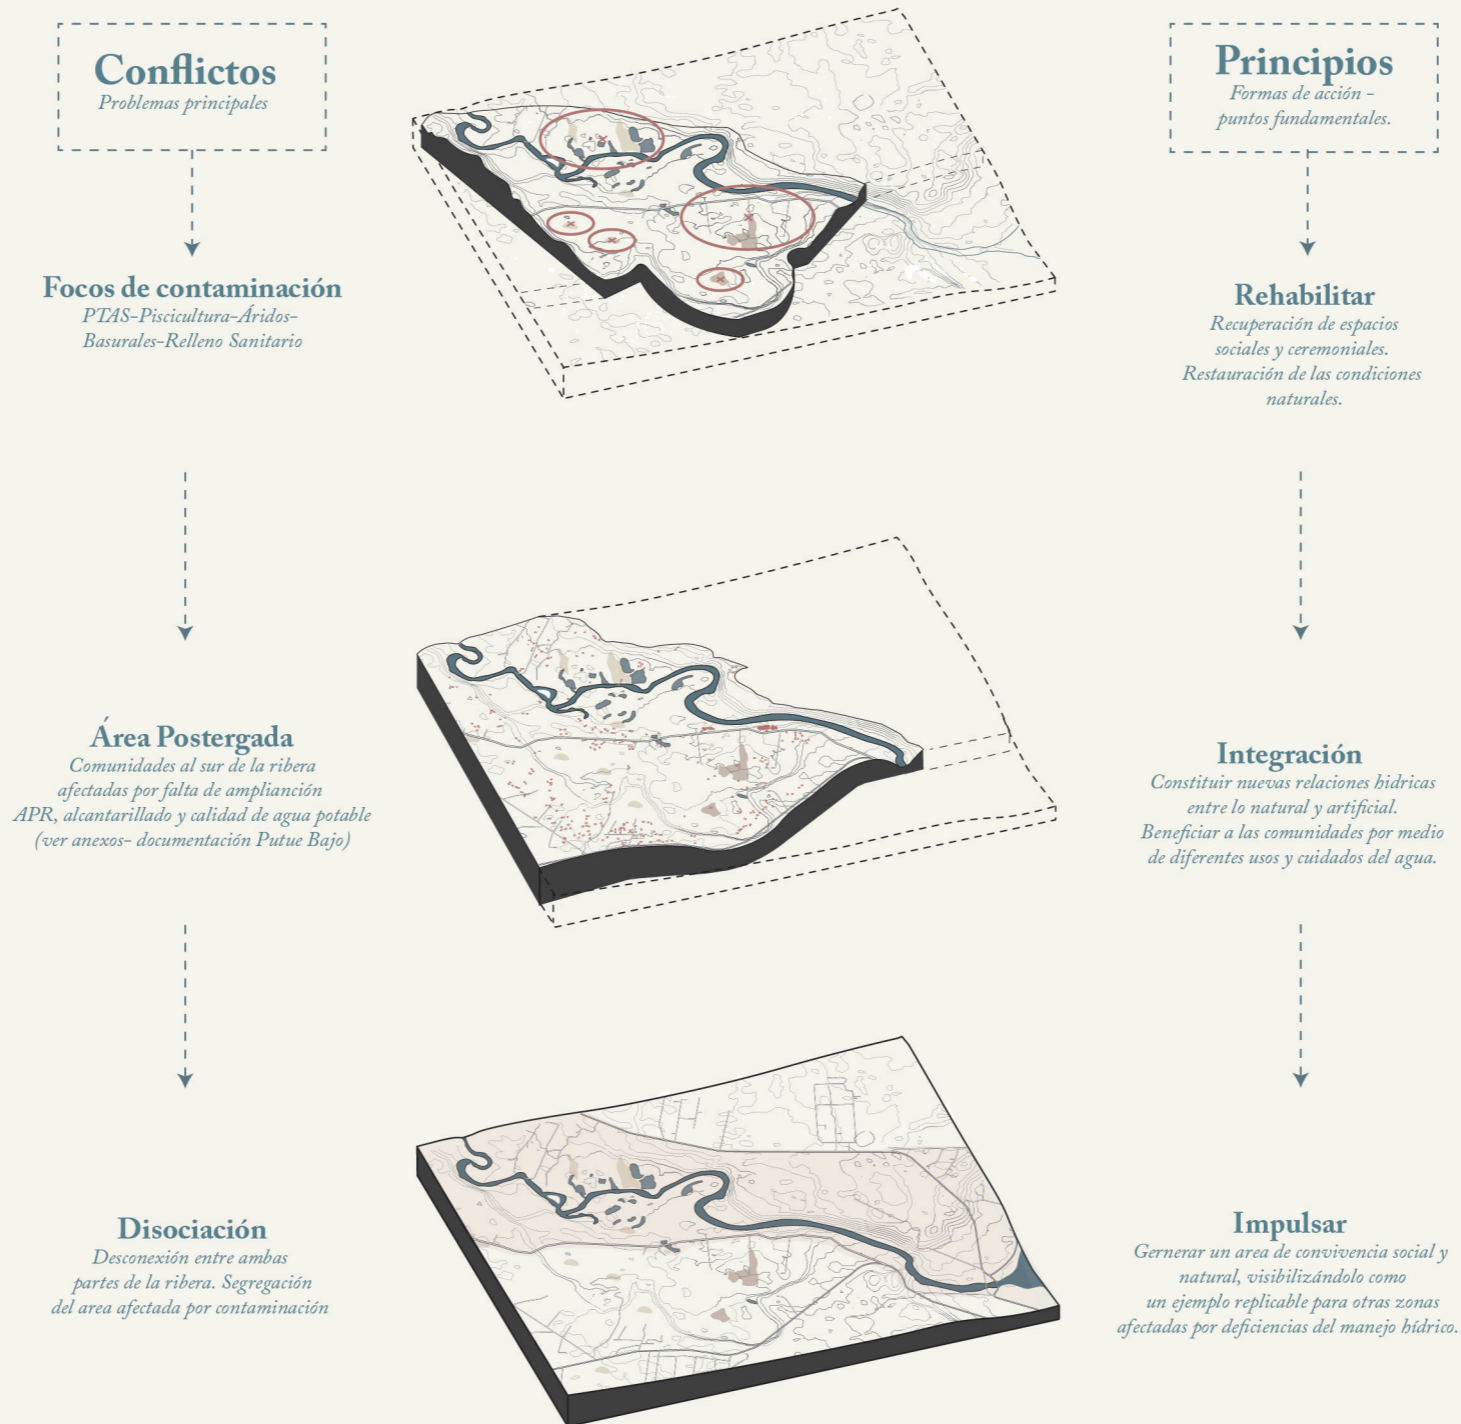 Conflictos
Problemas principales
Focos de contaminación
PTAS-Piscicultura-Áridos-
Basurales-Relleno Sanitario
Área Postergada
Comunidades al sur de la ribera
afectadas por falta de amplianción
APR, alcantarillado y calidad de agua potable
(ver anexos- documentación Putue Bajo)
Disociación
Desconexión entre ambas
partes de la ribera. Segregación
del area afectada por contaminación
Principios
Formas de acción -
puntos fundamentales.
Rehabilitar
Recuperación de espacios
sociales y ceremoniales.
Restauración de las condiciones
naturales.
Integración
Constituir nuevas relaciones hídricas
entre lo natural y artificial.
Beneficiar a las comunidades por medio
de diferentes usos y cuidados del agua.
Impulsar
Gernerar un area de convivencia social y
natural, visibilizándolo como
un ejemplo replicable para otras zonas
afectadas por deficiencias del manejo hídrico.